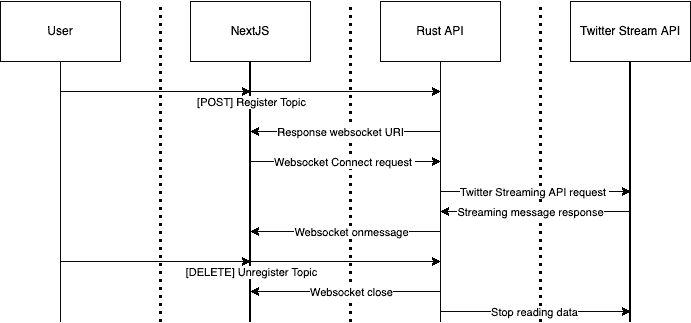 User
NextJS
Rust API
Twitter Stream API
[POST] Register Topic
Response websocket URI
Websocket Connect request
Twitter Streaming API request
Streaming message response
Websocket onmessage
[DELETE] Unregister Topic
Websocket close
Stop reading data